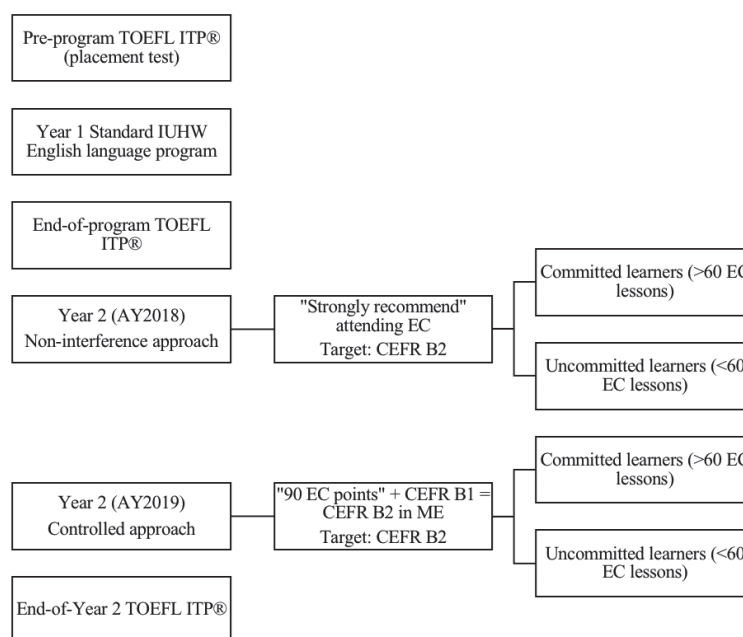 Pre-program TOEFL ITP®
(placement test)
Year 1 Standard IUHW
English language program
End-of-program TOEFL
ITP®
Year 2 (AY2018)
Non-interference approach
"Strongly recommend"
attending EC
Target: CEFR B2
Committed learners (>60 EC
lessons)
Uncommitted learners (<60
EC lessons)
Year 2 (AY2019)
Controlled approach
"90 EC points" + CEFR B1 =
CEFR B2 in ME
Target: CEFR B2
Committed learners (>60 EC
lessons)
Uncommitted learners (<60
EC lessons)
End-of-Year 2 TOEFL ITP®